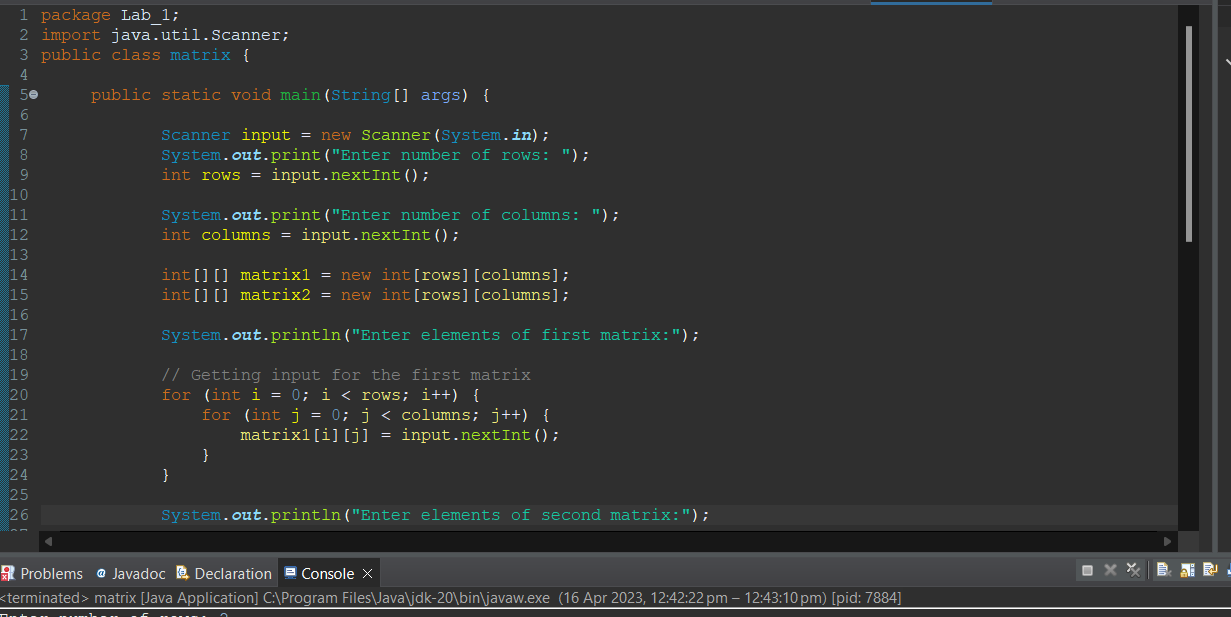 1 package Lab_1;
2 import java.util.Scanner;
3 public class matrix {
4
5 public static void main(String[] args) {
6
7 Scanner input = new Scanner(System.in);
8 System.out.print("Enter number of rows: ");
9 int rows = input.nextInt();
10
11 System.out.print("Enter number of columns: ");
12 int columns = input.nextInt();
13
14 int[][] matrix1 = new int[rows][columns];
15 int[][] matrix2 = new int[rows][columns];
16
17 System.out.println("Enter elements of first matrix:");
18
19 // Getting input for the first matrix
20 for (int i = 0; i < rows; i++) {
21 for (int j = 0; j < columns; j++) {
22 matrix1[i][j] = input.nextInt();
23 }
24 }
25
26 System.out.println("Enter elements of second matrix:");
Problems @ Javadoc Declaration Console
<terminated> matrix [Java Application] C:\Program Files\Java\jdk-20\bin\javaw.exe (16 Apr 2023, 12:42:22 pm – 12:43:10 pm) [pid: 7884]